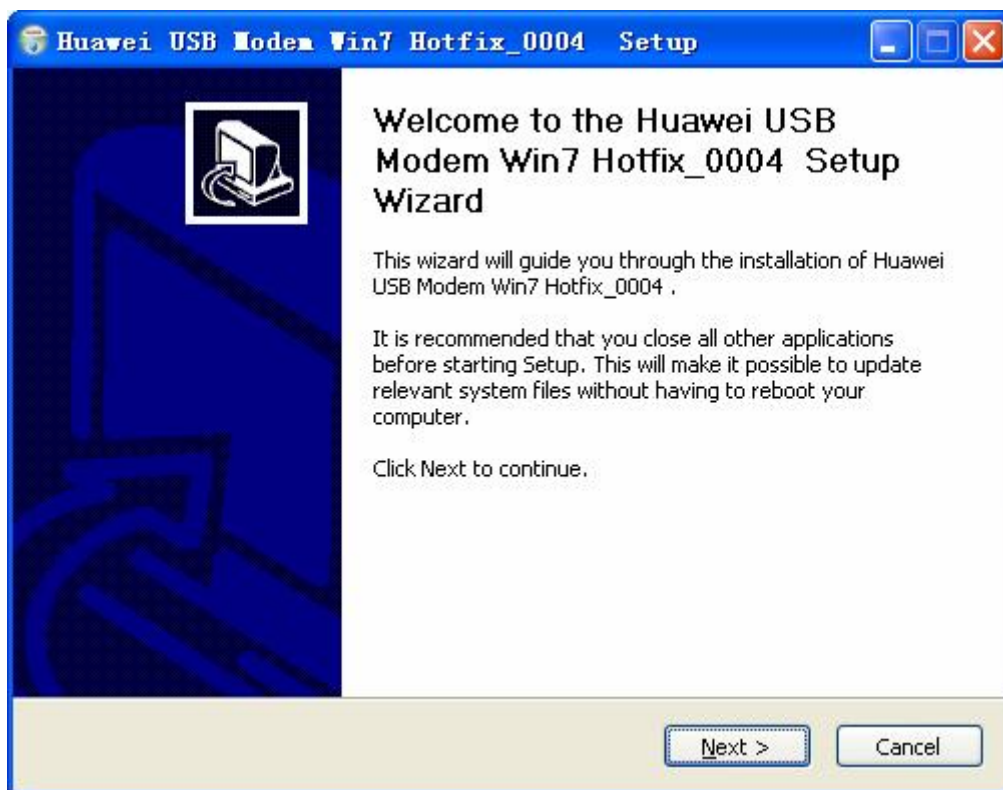 Huawei USB Modem Win7 Hotfix_0004  Setup
Welcome to the Huawei USB
Modem Win7 Hotfix_0004  Setup
Wizard
This wizard will guide you through the installation of Huawei
USB Modem Win7 Hotfix_0004 .
It is recommended that you close all other applications
before starting Setup. This will make it possible to update
relevant system files without having to reboot your
computer.
Click Next to continue.
Next >
Cancel